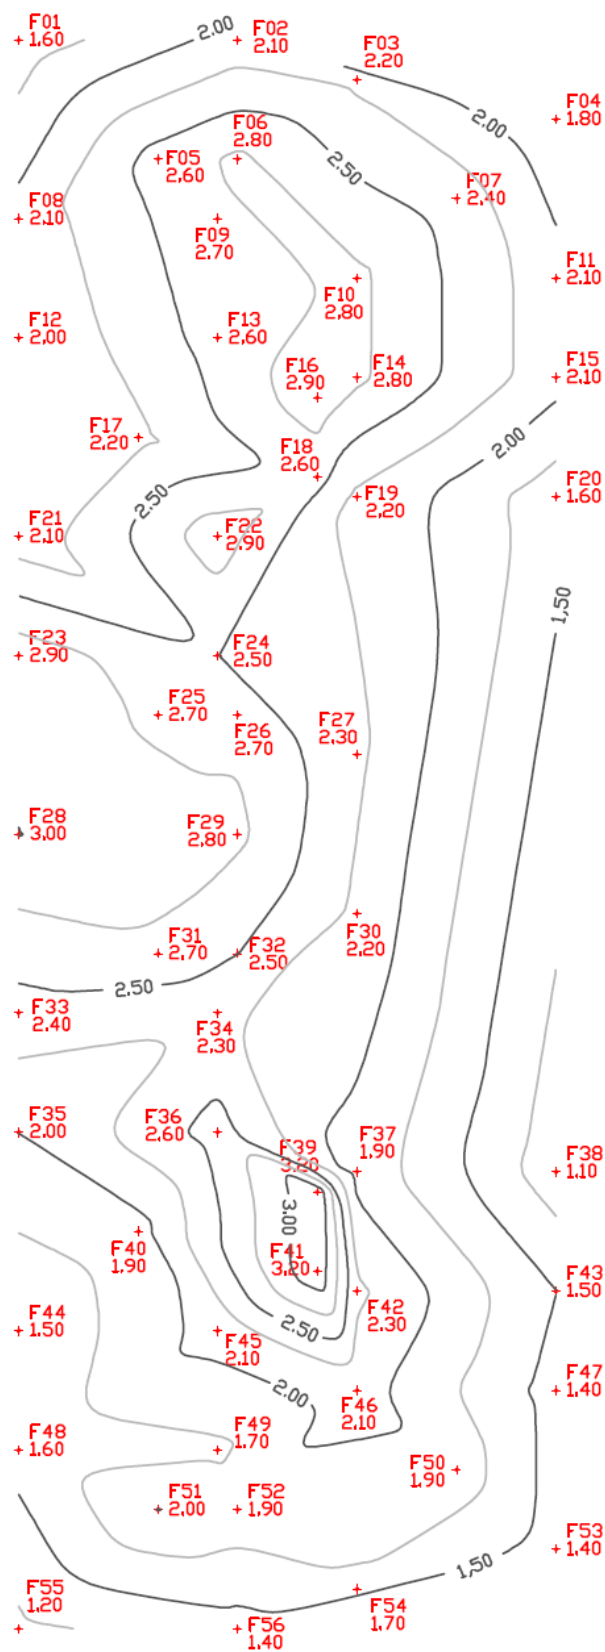 F01
1.60
2.00
F02
2.10
F03
2.20
F04
1.80
2.00
F05
2.60
F06
2.80
2.50
F07
2.40
F08
2.10
F09
2.70
F10
2.80
F11
2.10
F12
2.00
F13
2.60
F14
2.80
F15
2.10
F16
2.90
F17
2.20
F18
2.60
2.00
F19
2.20
F20
1.60
2.50
F21
2.10
F22
2.90
1.50
F23
2.90
F24
2.50
F25
2.70
F26
2.70
F27
2.30
F28
3.00
F29
2.80
F30
2.20
F31
2.70
F32
2.50
2.50
F33
2.40
F34
2.30
F35
2.00
F36
2.60
F37
1.90
F38
1.10
F39
3.20
3.00
F40
1.90
F41
3.20
F42
2.30
F43
1.50
F44
1.50
2.50
F45
2.10
2.00
F46
2.10
F47
1.40
F48
1.60
F49
1.70
F50
1.90
F51
2.00
F52
1.90
F53
1.40
1.50
F54
1.70
F55
1.20
F56
1.40